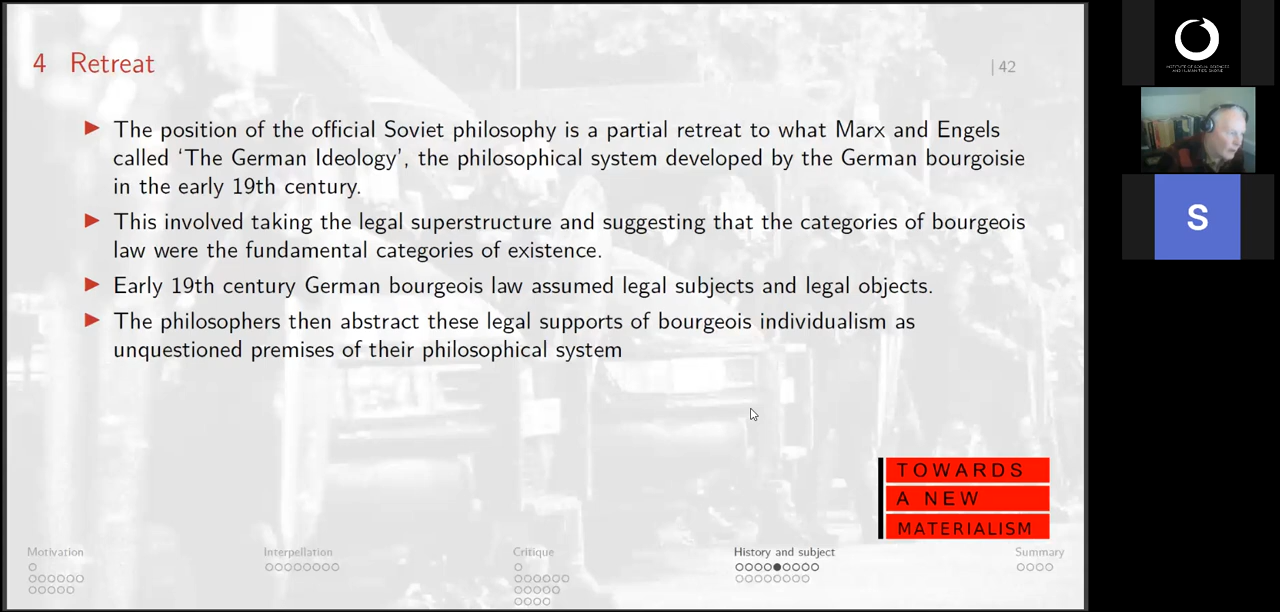 4 Retreat
| 42
► The position of the official Soviet philosophy is a partial retreat to what Marx and Engels
called ‘The German Ideology’, the philosophical system developed by the German bourgoisie
in the early 19th century.
► This involved taking the legal superstructure and suggesting that the categories of bourgeois
law were the fundamental categories of existence.
► Early 19th century German bourgeois law assumed legal subjects and legal objects.
► The philosophers then abstract these legal supports of bourgeois individualism as
unquestioned premises of their philosophical system
TOWARDS
A NEW
MATERIALISM
Motivation
Interpellation
Critique
History and subject
Summary
S